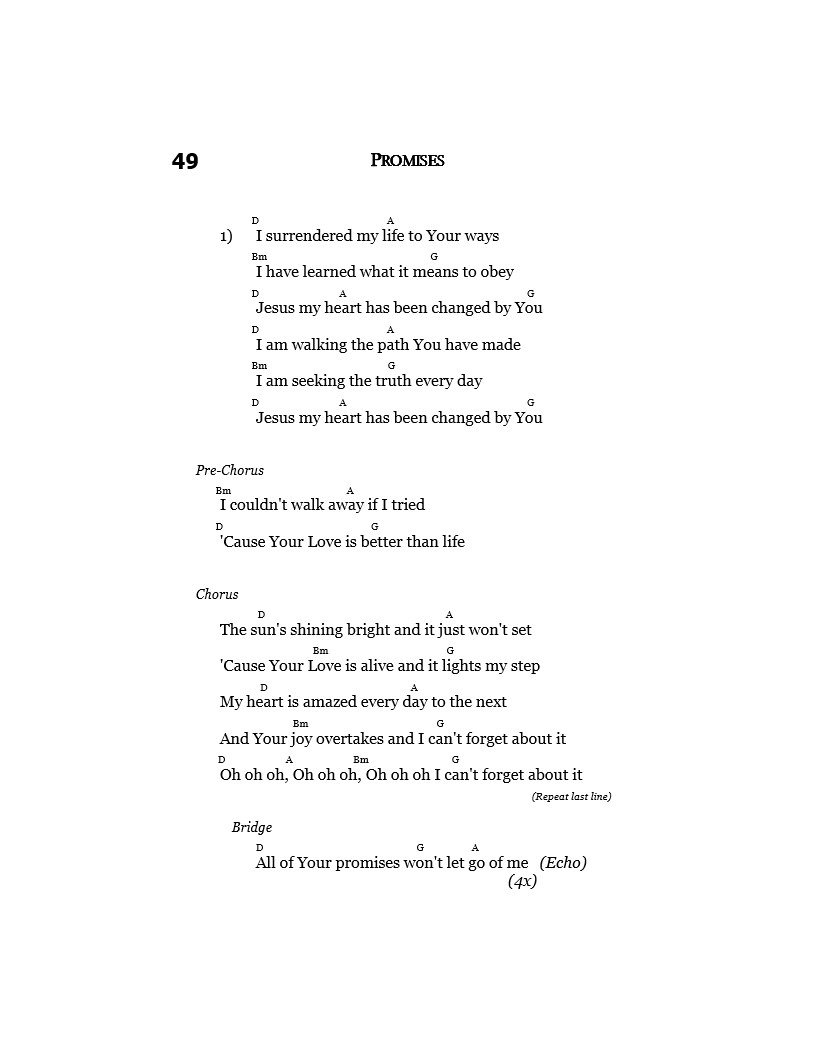 49 PROMISES
D A
1) I surrendered my life to Your ways
Bm G
I have learned what it means to obey
D A G
Jesus my heart has been changed by You
D A
I am walking the path You have made
Bm G
I am seeking the truth every day
D A G
Jesus my heart has been changed by You
Pre-Chorus
Bm A
I couldn't walk away if I tried
D G
'Cause Your Love is better than life
Chorus
D A
The sun's shining bright and it just won't set
Bm G
'Cause Your Love is alive and it lights my step
D A
My heart is amazed every day to the next
Bm G
And Your joy overtakes and I can't forget about it
D A Bm G
Oh oh oh, Oh oh oh, Oh oh oh I can't forget about it
(Repeat last line)
Bridge
D G A
All of Your promises won't let go of me (Echo)
(4x)